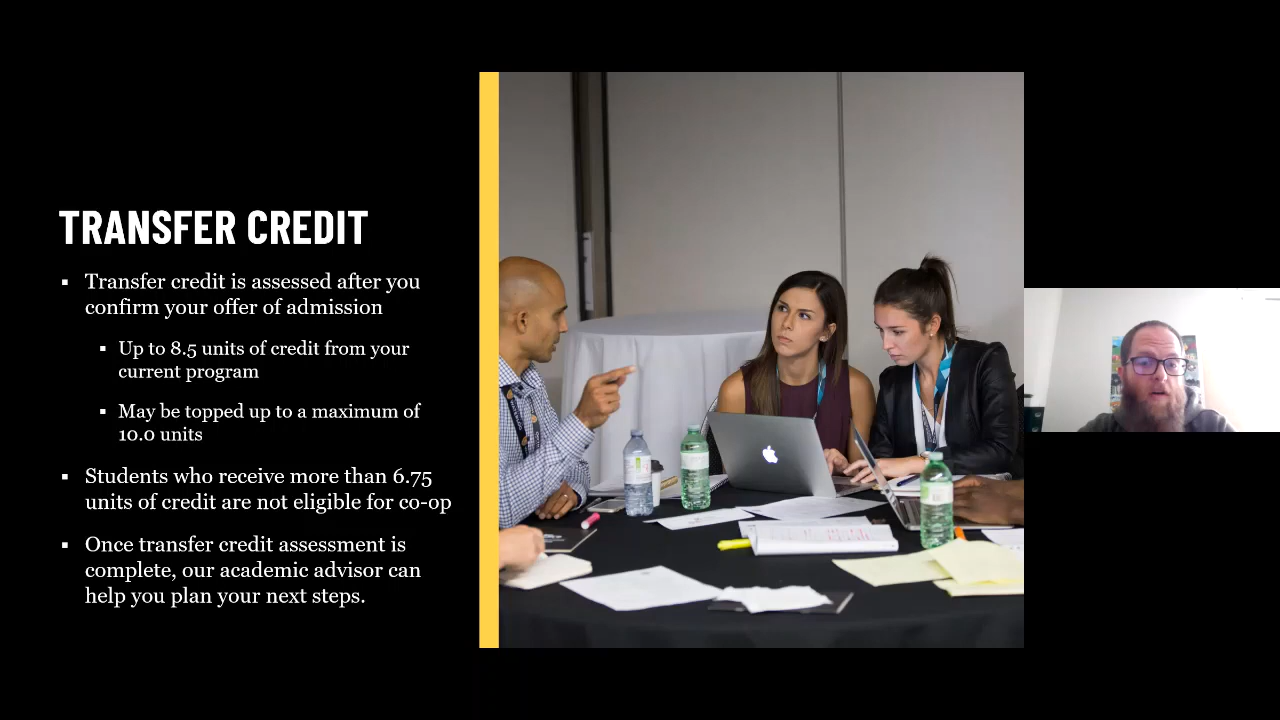 TRANSFER CREDIT
▪ Transfer credit is assessed after you
confirm your offer of admission
▪ Up to 8.5 units of credit from your
current program
▪ May be topped up to a maximum of
10.0 units
▪ Students who receive more than 6.75
units of credit are not eligible for co-op
▪ Once transfer credit assessment is
complete, our academic advisor can
help you plan your next steps.